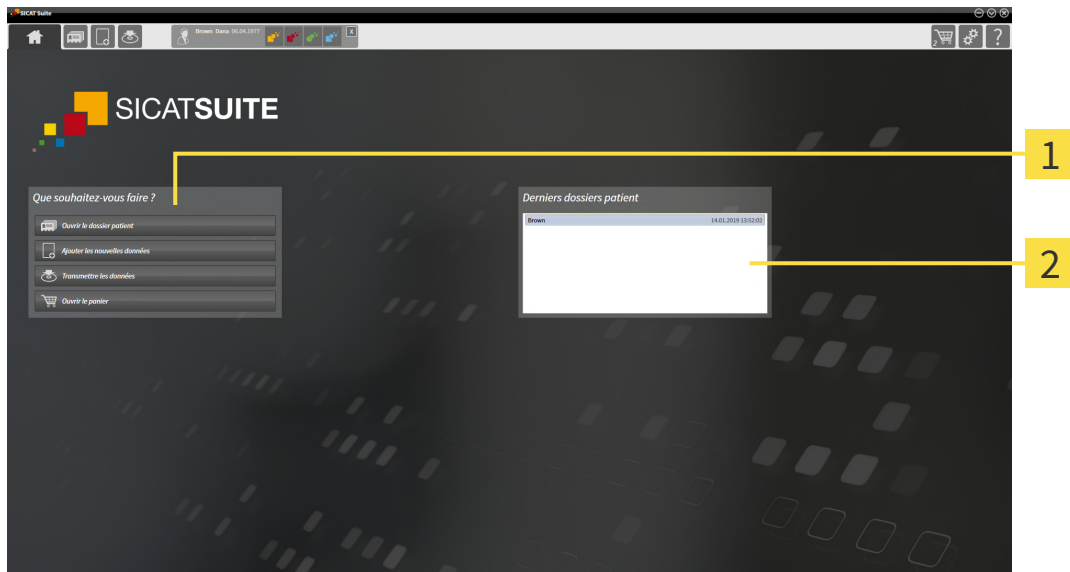 SICAT Suite
Brown Dana 06.04.1977
X
2
?
SICATSUITE
1
Que souhaitez-vous faire ?
Ouvrir le dossier patient
Ajouter les nouvelles données
Transmettre les données
Ouvrir le panier
Derniers dossiers patient
Brown 14.01.2019 13:52:02
2